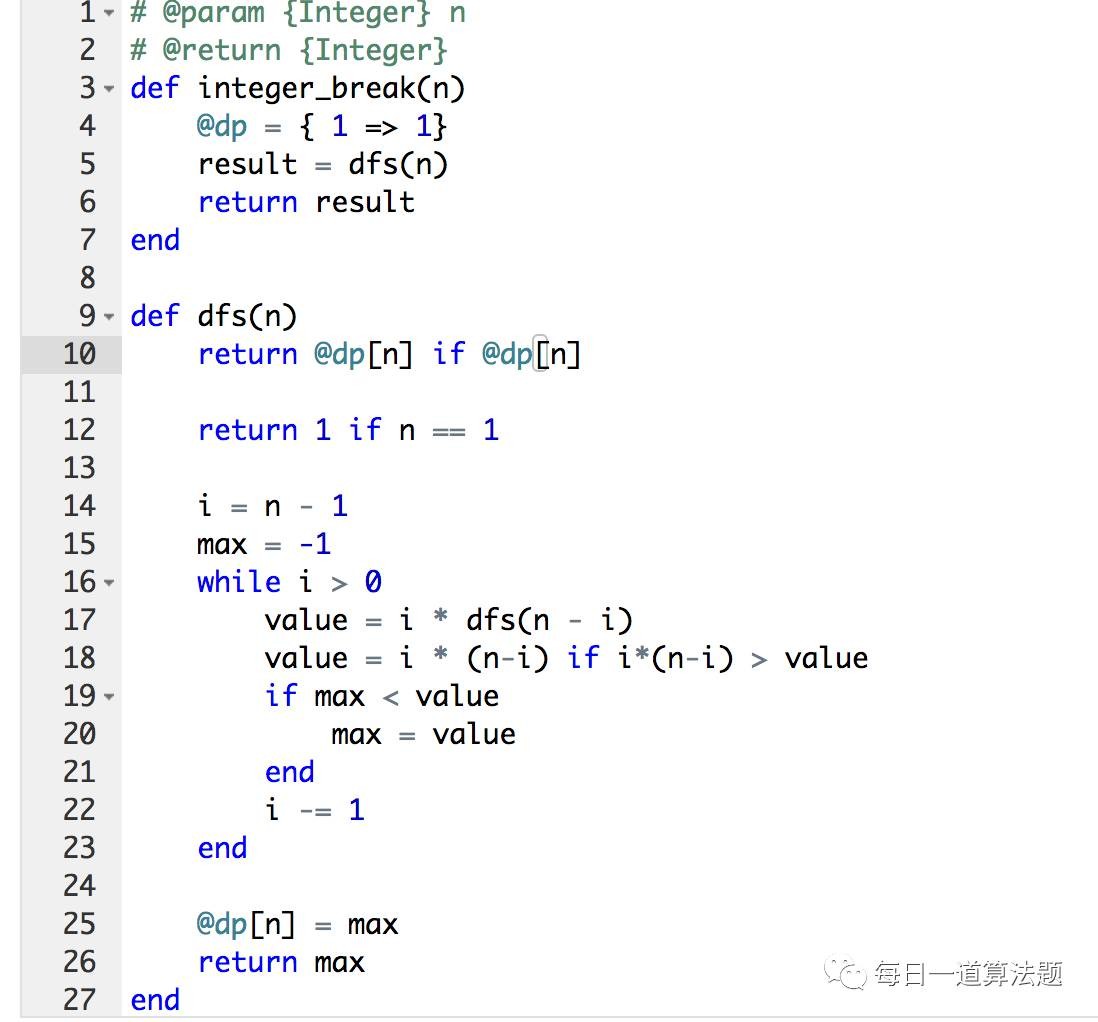 1 # @param {Integer} n
2 # @return {Integer}
3 def integer_break(n)
4     @dp = { 1 => 1}
5     result = dfs(n)
6     return result
7 end
8
9 def dfs(n)
10     return @dp[n] if @dp[n]
11
12     return 1 if n == 1
13
14     i = n - 1
15     max = -1
16     while i > 0
17         value = i * dfs(n - i)
18         value = i * (n-i) if i*(n-i) > value
19         if max < value
20             max = value
21         end
22         i -= 1
23     end
24
25     @dp[n] = max
26     return max
27 end
每日一道算法题